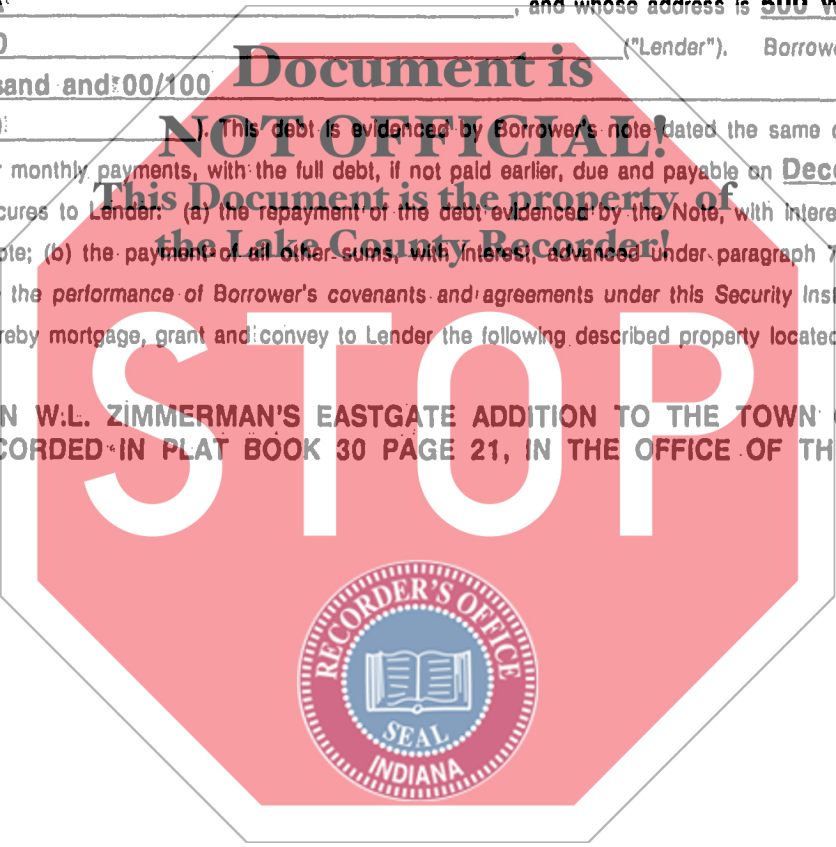 , and whose address is 500 W
("Lender"). Borrowe
sand and 00/100
Document is
NOT OFFICIAL!
This Document is the property of
the Lake County Recorder!
). This debt is evidenced by Borrower's note dated the same
monthly payments, with the full debt, if not paid earlier, due and payable on Dece
cures to Lender: (a) the repayment of the debt evidenced by the Note, with intere
ote; (b) the payment of all other sums, with interest, advanced under paragraph 7
the performance of Borrower's covenants and agreements under this Security Inst
reby mortgage, grant and convey to Lender the following described property located
N W.L. ZIMMERMAN'S EASTGATE ADDITION TO THE TOWN
CORDED IN PLAT BOOK 30 PAGE 21, IN THE OFFICE OF TH
STOP
RECORDER'S OFFICE
SEAL
INDIANA